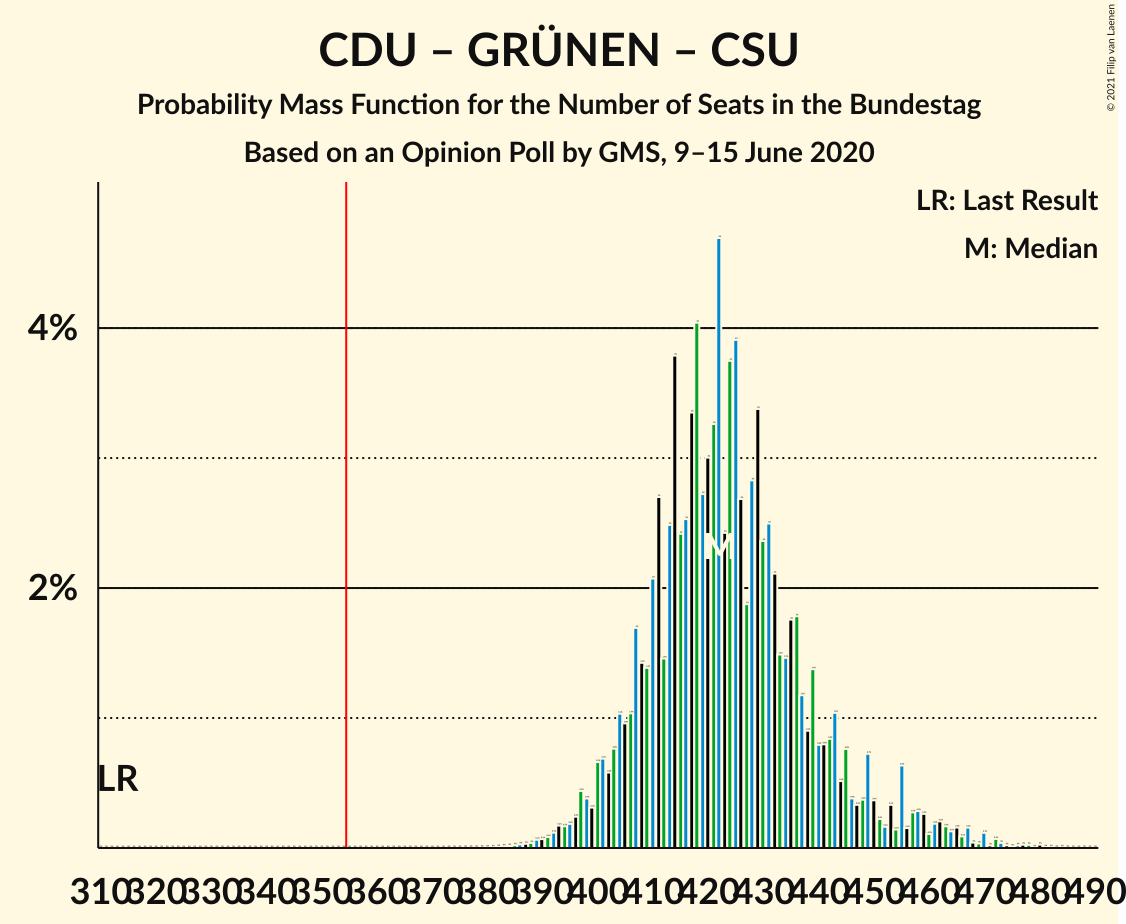 CDU – GRÜNEN – CSU
Probability Mass Function for the Number of Seats in the Bundestag
Based on an Opinion Poll by GMS, 9–15 June 2020
© 2021 Filip van Laenen
LR: Last Result
M: Median
4%
2%
M
LR
310 320 330 340 350 360 370 380 390 400 410 420 430 440 450 460 470 480 490